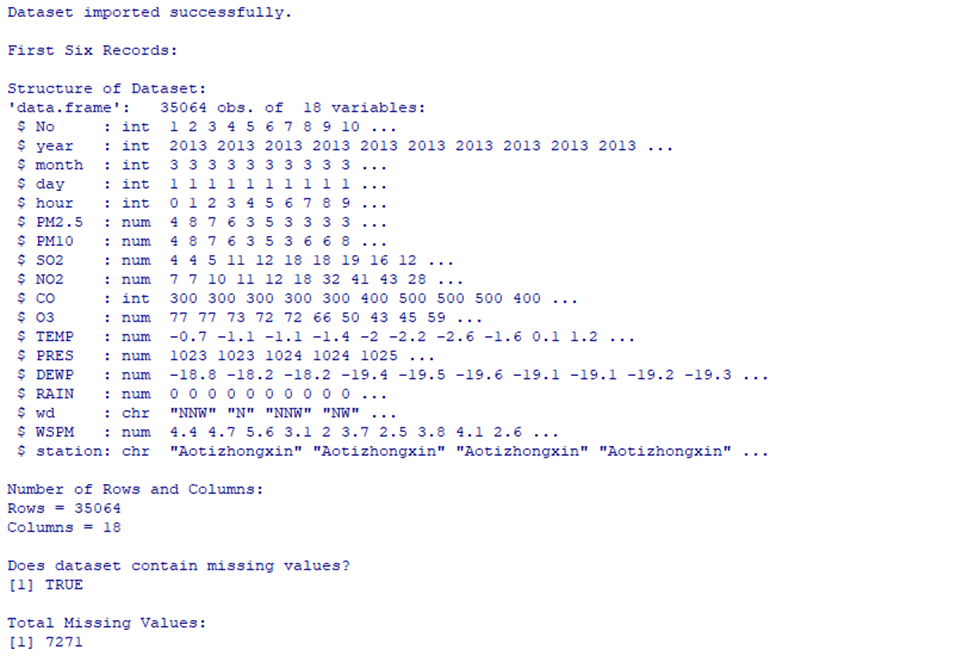 Dataset imported successfully.
First Six Records:
Structure of Dataset:
'data.frame':   35064 obs. of  18 variables:
 $ No     : int  1 2 3 4 5 6 7 8 9 10 ...
 $ year   : int  2013 2013 2013 2013 2013 2013 2013 2013 2013 2013 ...
 $ month  : int  3 3 3 3 3 3 3 3 3 3 ...
 $ day    : int  1 1 1 1 1 1 1 1 1 1 ...
 $ hour   : int  0 1 2 3 4 5 6 7 8 9 ...
 $ PM2.5  : num  4 8 7 6 3 5 3 3 3 3 ...
 $ PM10   : num  4 8 7 6 3 5 3 6 6 8 ...
 $ SO2    : num  4 4 5 11 12 18 18 19 16 12 ...
 $ NO2    : num  7 7 10 11 12 18 32 41 43 28 ...
 $ CO     : int  300 300 300 300 300 400 500 500 500 400 ...
 $ O3     : num  77 77 73 72 72 66 50 43 45 59 ...
 $ TEMP   : num  -0.7 -1.1 -1.1 -1.4 -2 -2.2 -2.6 -1.6 0.1 1.2 ...
 $ PRES   : num  1023 1023 1024 1024 1025 ...
 $ DEWP   : num  -18.8 -18.2 -18.2 -19.4 -19.5 -19.6 -19.1 -19.1 -19.2 -19.3 ...
 $ RAIN   : num  0 0 0 0 0 0 0 0 0 0 ...
 $ wd     : chr  "NNW" "N" "NNW" "NW" ...
 $ WSPM   : num  4.4 4.7 5.6 3.1 2 3.7 2.5 3.8 4.1 2.6 ...
 $ station: chr  "Aotizhongxin" "Aotizhongxin" "Aotizhongxin" "Aotizhongxin" ...
Number of Rows and Columns:
Rows = 35064
Columns = 18
Does dataset contain missing values?
[1] TRUE
Total Missing Values:
[1] 7271